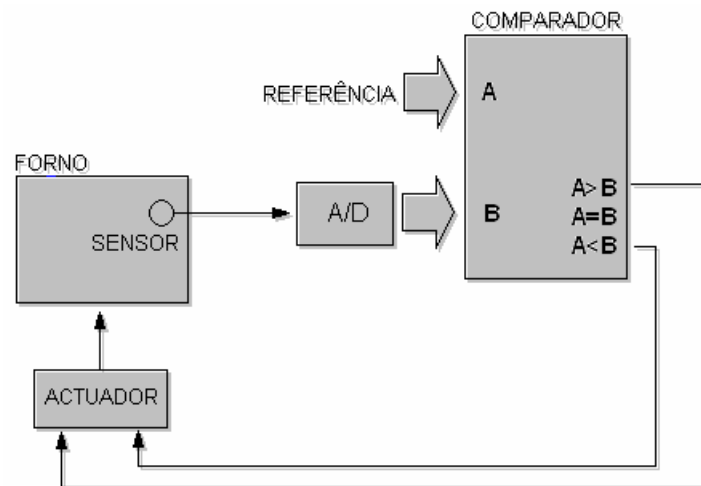 COMPARADOR
REFERÊNCIA
A
FORNO
SENSOR
A/D
B
A>B
A=B
A<B
ACTUADOR